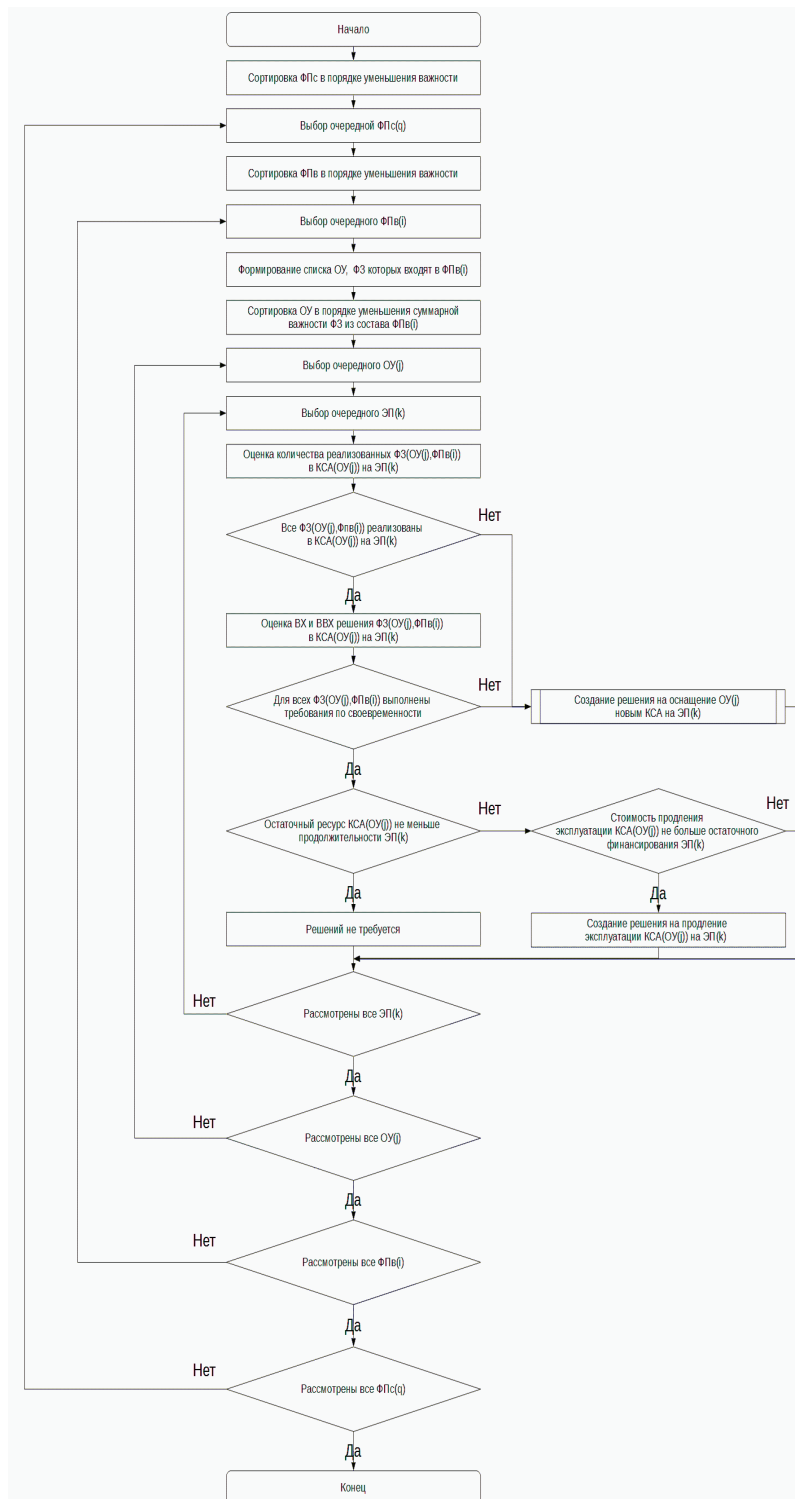 Начало
Сортировка ФПс в порядке уменьшения важности
Выбор очередной ФПс(q)
Сортировка ФПв в порядке уменьшения важности
Выбор очередного ФПв(i)
Формирование списка ОУ, ФЗ которых входят в ФПв(i)
Сортировка ОУ в порядке уменьшения суммарной
важности ФЗ из состава ФПв(i)
Выбор очередного ОУ(j)
Выбор очередного ЭП(k)
Оценка количества реализованных ФЗ(ОУ(j),ФПв(i))
в КСА(ОУ(j)) на ЭП(k)
Все ФЗ(ОУ(j),Фпв(i)) реализованы
в КСА(ОУ(j)) на ЭП(k)
Нет
Да
Оценка ВХ и ВВХ решения ФЗ(ОУ(j),ФПв(i))
в КСА(ОУ(j)) на ЭП(k)
Для всех ФЗ(ОУ(j),ФПв(i)) выполнены
требования по своевременности
Нет
Создание решения на оснащение ОУ(j)
новым КСА на ЭП(k)
Да
Остаточный ресурс КСА(ОУ(j)) не меньше
продолжительности ЭП(k)
Нет
Стоимость продления
эксплуатации КСА(ОУ(j)) не больше остаточного
финансирования ЭП(k)
Нет
Да
Да
Решений не требуется
Создание решения на продление
эксплуатации КСА(ОУ(j)) на ЭП(k)
Рассмотрены все ЭП(k)
Нет
Да
Рассмотрены все ОУ(j)
Нет
Да
Рассмотрены все ФПв(i)
Нет
Да
Рассмотрены все ФПс(q)
Нет
Да
Конец